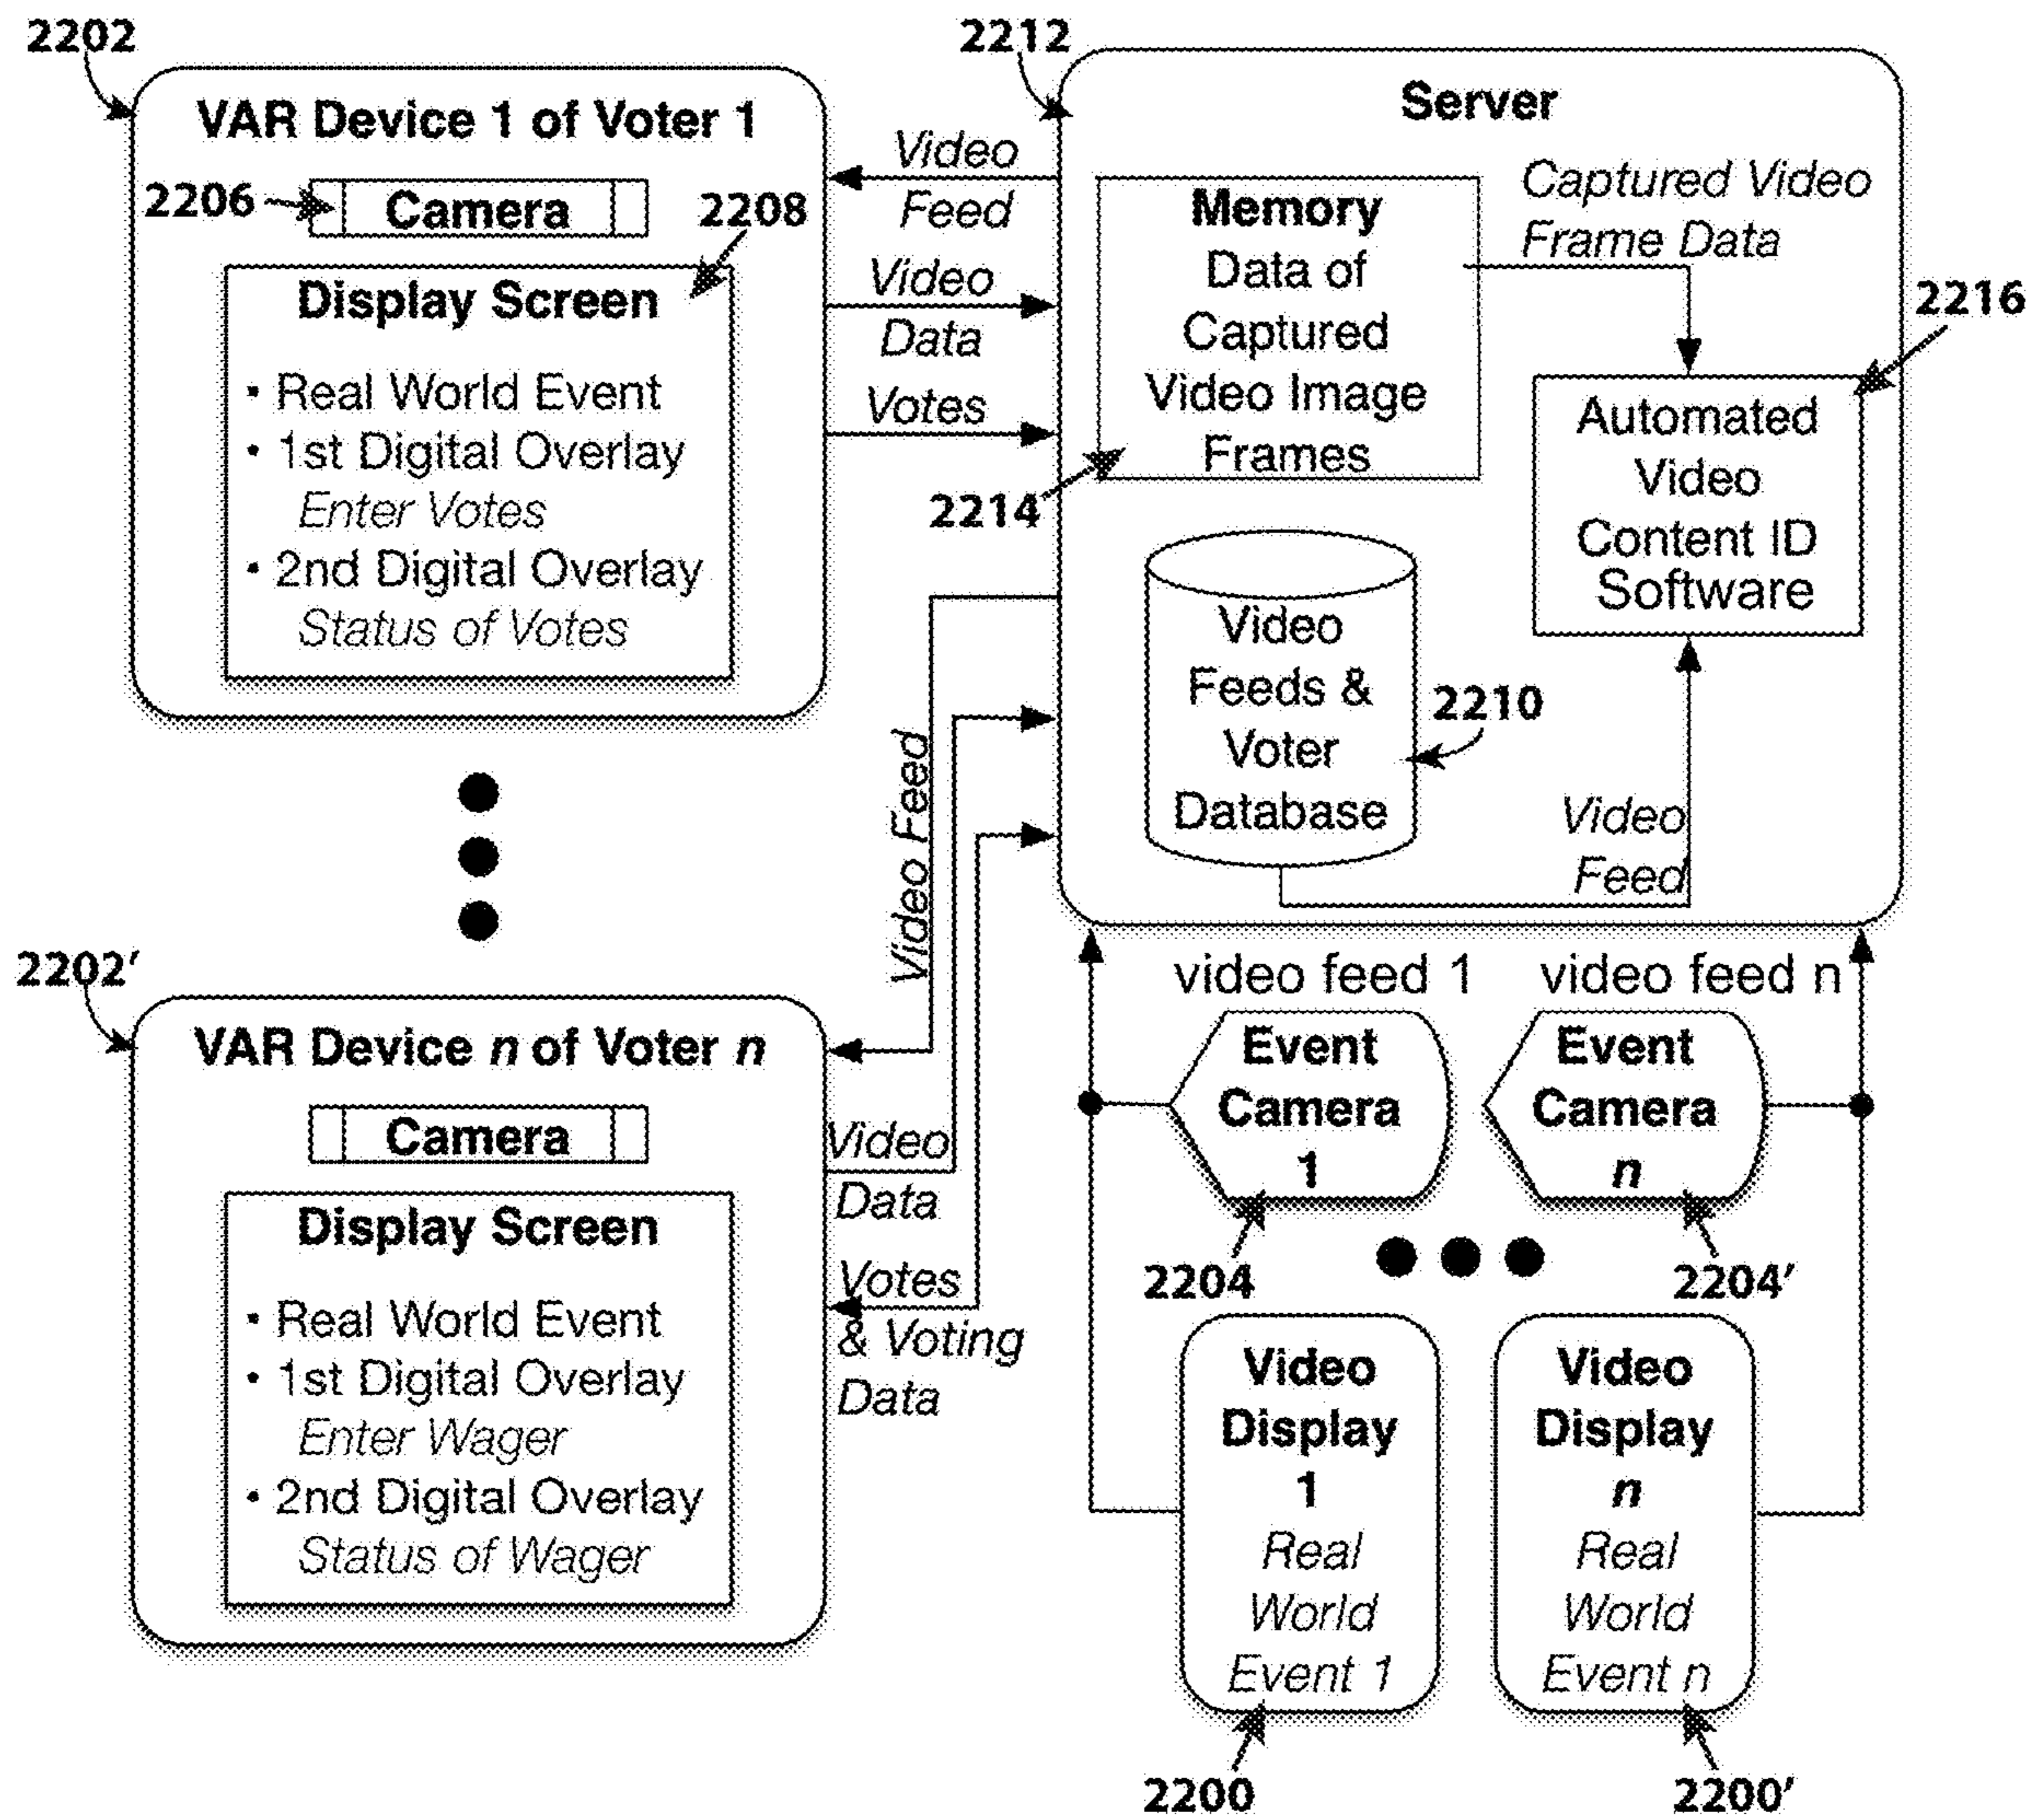 2202
VAR Device 1 of Voter 1
2206
Camera
2208
Display Screen
• Real World Event
• 1st Digital Overlay
Enter Votes
• 2nd Digital Overlay
Status of Votes
Video
Feed
Video
Data
Votes
2212
Server
Memory
Data of
Captured
Video Image
Frames
2214
Captured Video
Frame Data
2216
Automated
Video
Content ID
Software
Video
Feeds &
Voter
Database
2210
Video
Feed
Video Feed
2202′
VAR Device n of Voter n
Camera
Display Screen
• Real World Event
• 1st Digital Overlay
Enter Wager
• 2nd Digital Overlay
Status of Wager
Video
Data
Votes
& Voting
Data
video feed 1
video feed n
Event
Camera
1
Event
Camera
n
2204
2204′
Video
Display
1
Real
World
Event 1
Video
Display
n
Real
World
Event n
2200
2200′